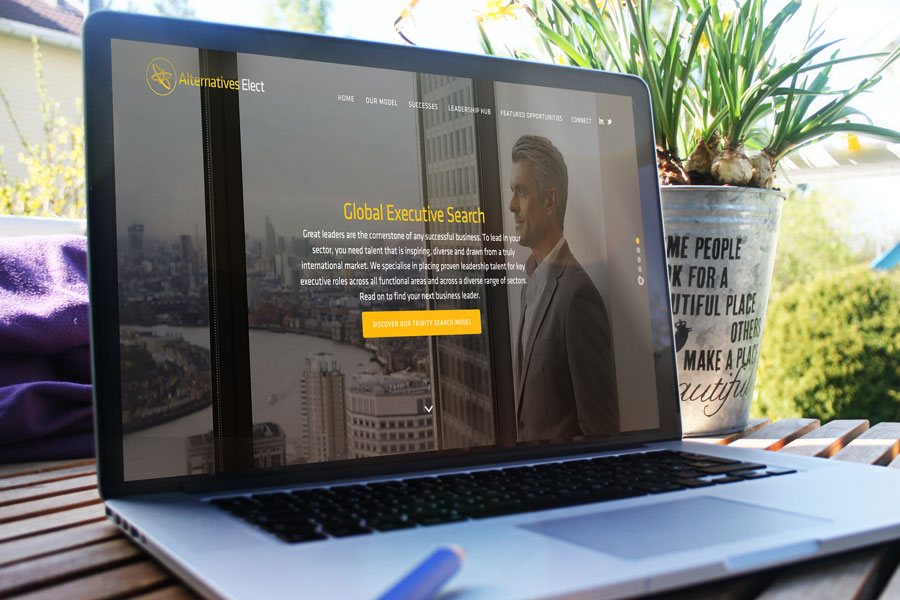 Alternatives Elect
HOME OUR MODEL SUCCESSES LEADERSHIP HUB FEATURED OPPORTUNITIES CONNECT in
Global Executive Search
Great leaders are the cornerstone of any successful business. To lead in your
sector, you need talent that is inspiring, diverse and drawn from a truly
international market. We specialise in placing proven leadership talent for key
executive roles across all functional areas and across a diverse range of sectors.
Read on to find your next business leader.
DISCOVER OUR TRINITY SEARCH MODEL
ME PEOPLE
K FOR A
AUTIFUL PLACE
OTHERS
MAKE A PLAC
autiful